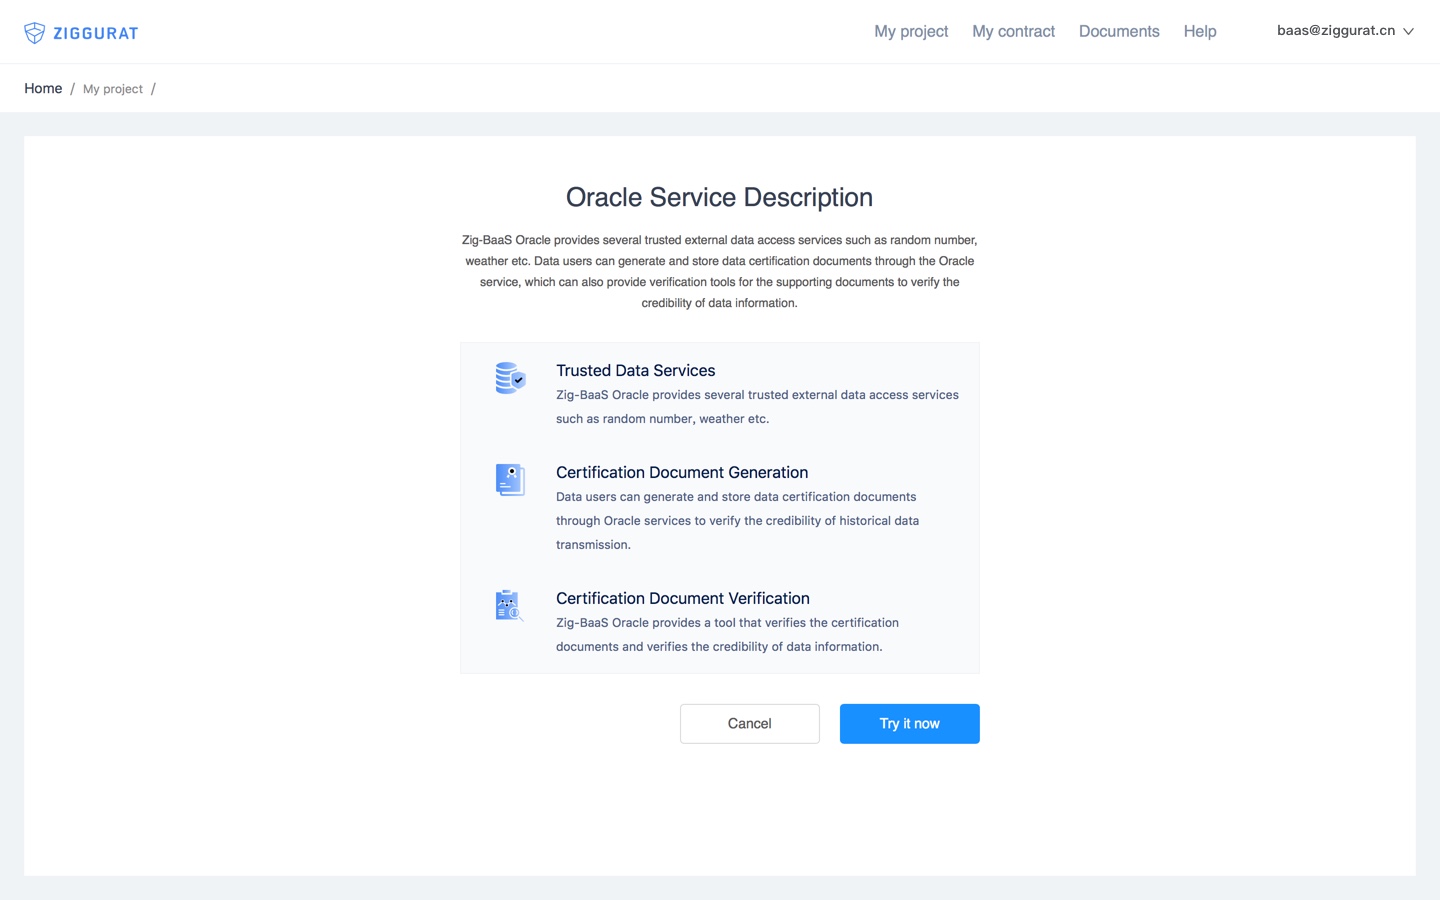 ZIGGURAT
My project
My contract
Documents
Help
baas@ziggurat.cn
Home / My project /
Oracle Service Description
Zig-BaaS Oracle provides several trusted external data access services such as random number,
weather etc. Data users can generate and store data certification documents through the Oracle
service, which can also provide verification tools for the supporting documents to verify the
credibility of data information.
Trusted Data Services
Zig-BaaS Oracle provides several trusted external data access services
such as random number, weather etc.
Certification Document Generation
Data users can generate and store data certification documents
through Oracle services to verify the credibility of historical data
transmission.
Certification Document Verification
Zig-BaaS Oracle provides a tool that verifies the certification
documents and verifies the credibility of data information.
Cancel
Try it now